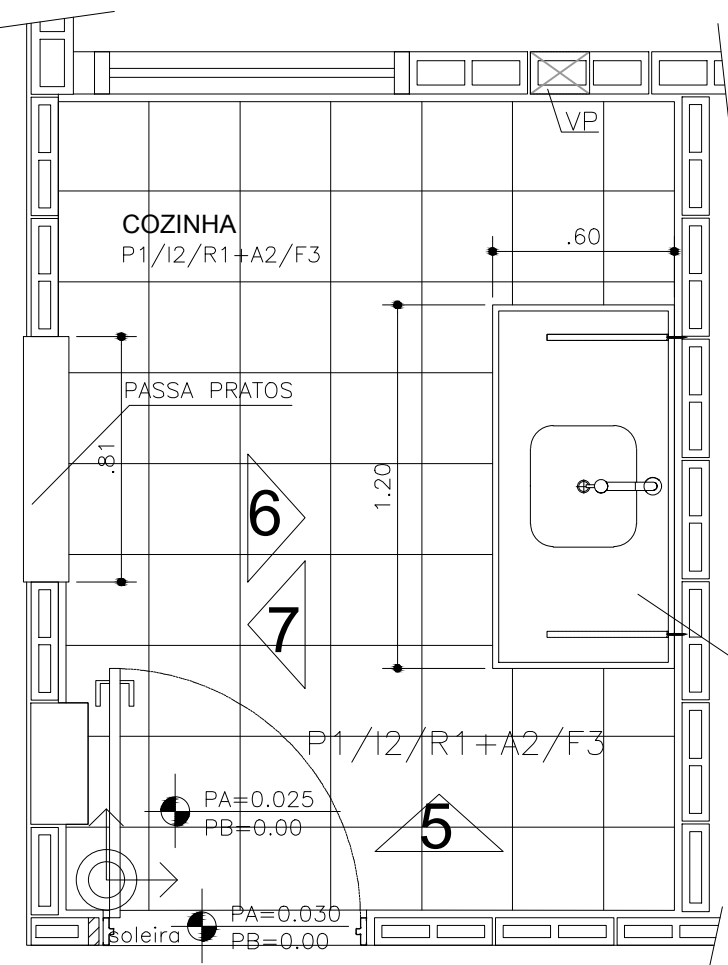 VP
COZINHA
P1/I2/R1+A2/F3
.60
PASSA PRATOS
.81
1.20
6
7
P1/I2/R1+A2/F3
PA=0.025
PB=0.00
5
PA=0.030
soleira
PB=0.00